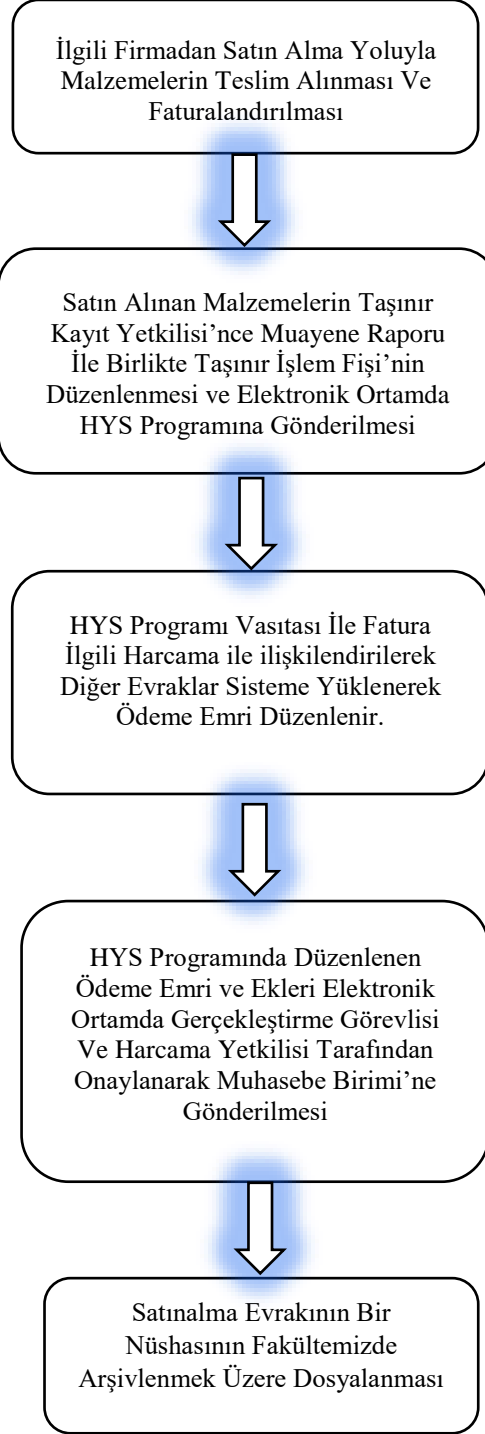 İlgili Firmadan Satın Alma Yoluyla
Malzemelerin Teslim Alınması Ve
Faturalandırılması
Satın Alınan Malzemelerin Taşınır
Kayıt Yetkilisi’nce Muayene Raporu
İle Birlikte Taşınır İşlem Fişi’nin
Düzenlenmesi ve Elektronik Ortamda
HYS Programına Gönderilmesi
HYS Programı Vasıtası İle Fatura
İlgili Harcama ile ilişkilendirilerek
Diğer Evraklar Sisteme Yüklenerek
Ödeme Emri Düzenlenir.
HYS Programında Düzenlenen
Ödeme Emri ve Ekleri Elektronik
Ortamda Gerçekleştirme Görevlisi
Ve Harcama Yetkilisi Tarafından
Onaylanarak Muhasebe Birimi’ne
Gönderilmesi
Satınalma Evrakının Bir
Nüshasının Fakültemizde
Arşivlenmek Üzere Dosyalanması